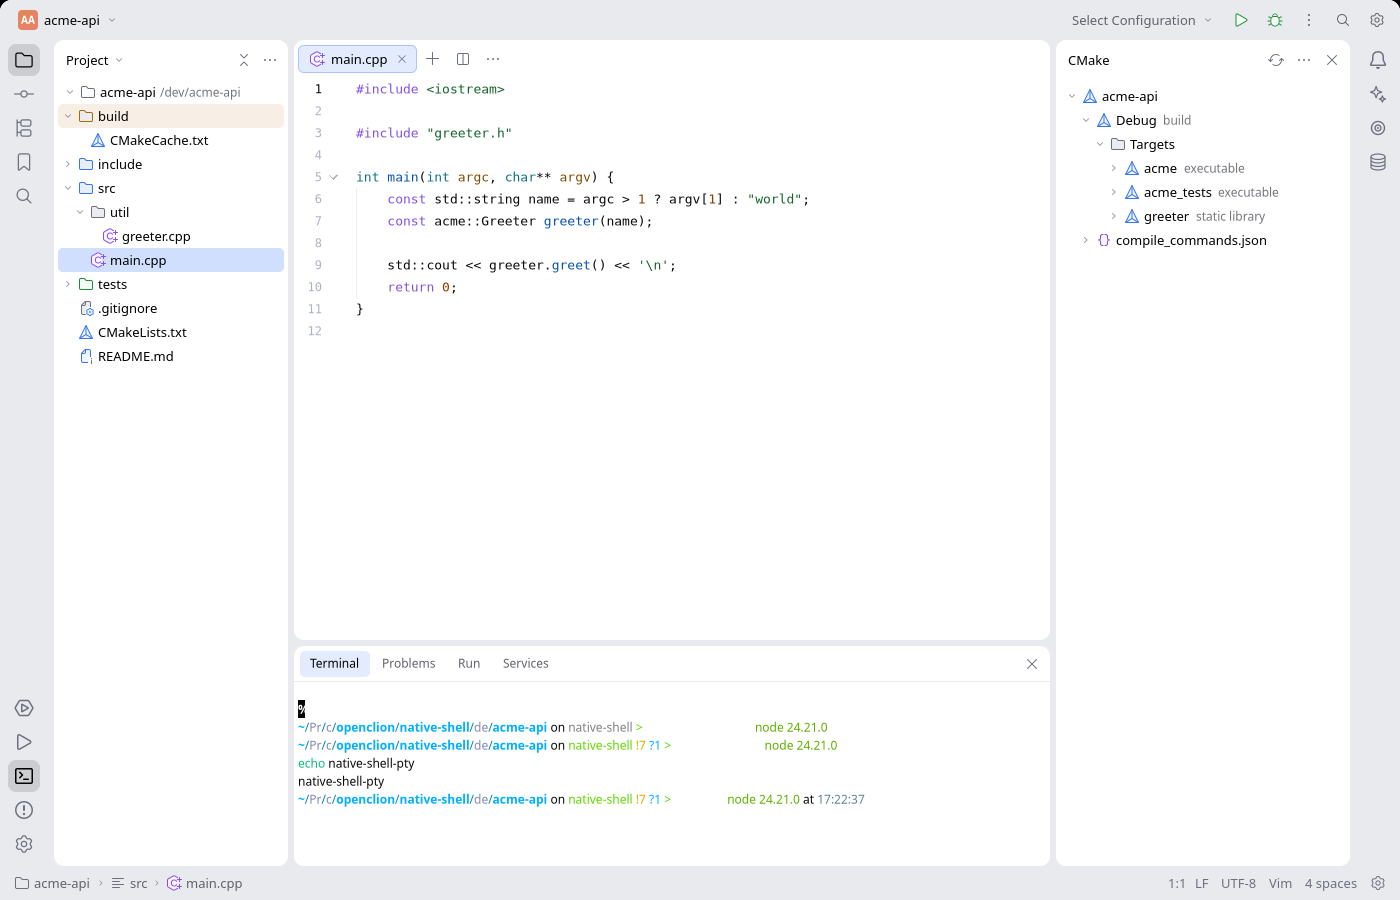 AA acme-api
Select Configuration
Project
acme-api /dev/acme-api
build
CMakeCache.txt
include
src
util
greeter.cpp
main.cpp
tests
.gitignore
CMakeLists.txt
README.md
main.cpp
1 #include <iostream>
2
3 #include "greeter.h"
4
5 int main(int argc, char** argv) {
6 const std::string name = argc > 1 ? argv[1] : "world";
7 const acme::Greeter greeter(name);
8
9 std::cout << greeter.greet() << '\n';
10 return 0;
11 }
12
CMake
acme-api
Debug build
Targets
acme executable
acme_tests executable
greeter static library
{} compile_commands.json
Terminal Problems Run Services
%
~/Pr/c/openclion/native-shell/de/acme-api on native-shell > node 24.21.0
~/Pr/c/openclion/native-shell/de/acme-api on native-shell !7 ?1 > node 24.21.0
echo native-shell-pty
native-shell-pty
~/Pr/c/openclion/native-shell/de/acme-api on native-shell !7 ?1 > node 24.21.0 at 17:22:37
acme-api > src > main.cpp
1:1 LF UTF-8 Vim 4 spaces